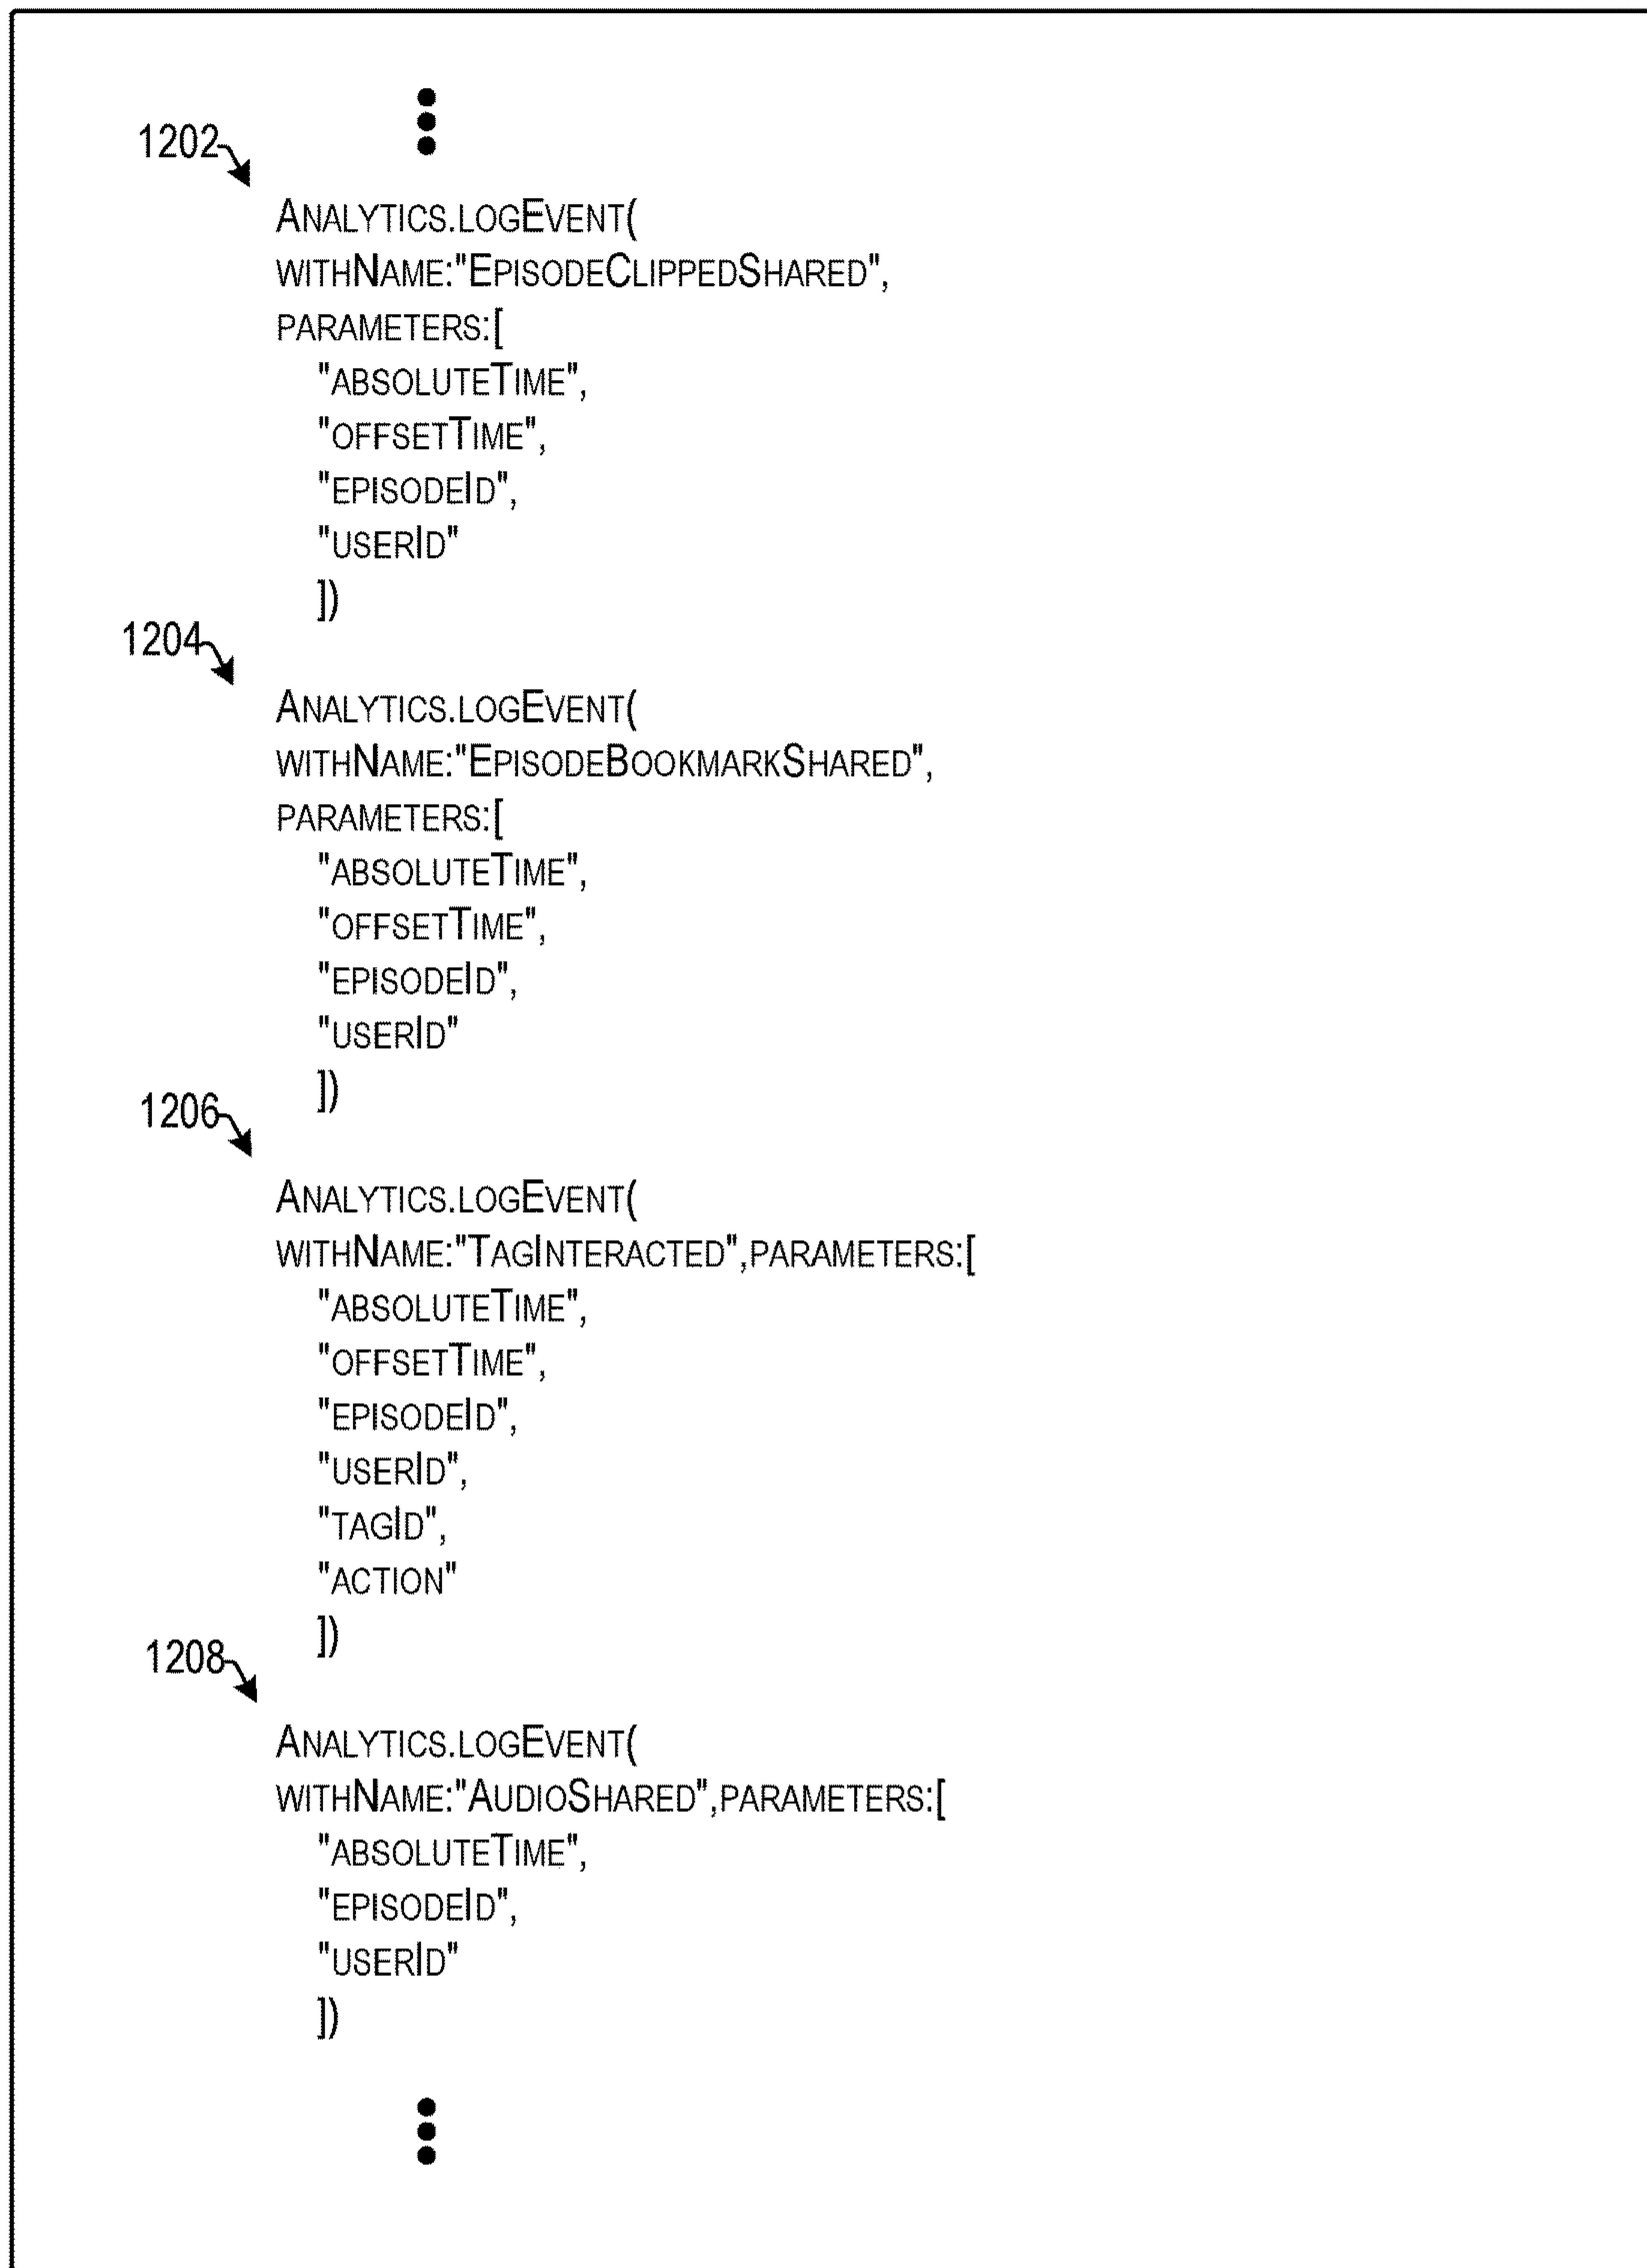 1202
Analytics.logEvent(
withName:"EpisodeClippedShared",
parameters:[
"absoluteTime",
"offsetTime",
"episodeId",
"userId"
])
1204
Analytics.logEvent(
withName:"EpisodeBookmarkShared",
parameters:[
"absoluteTime",
"offsetTime",
"episodeId",
"userId"
])
1206
Analytics.logEvent(
withName:"TagInteracted",parameters:[
"absoluteTime",
"offsetTime",
"episodeId",
"userId",
"tagId",
"action"
])
1208
Analytics.logEvent(
withName:"AudioShared",parameters:[
"absoluteTime",
"episodeId",
"userId"
])